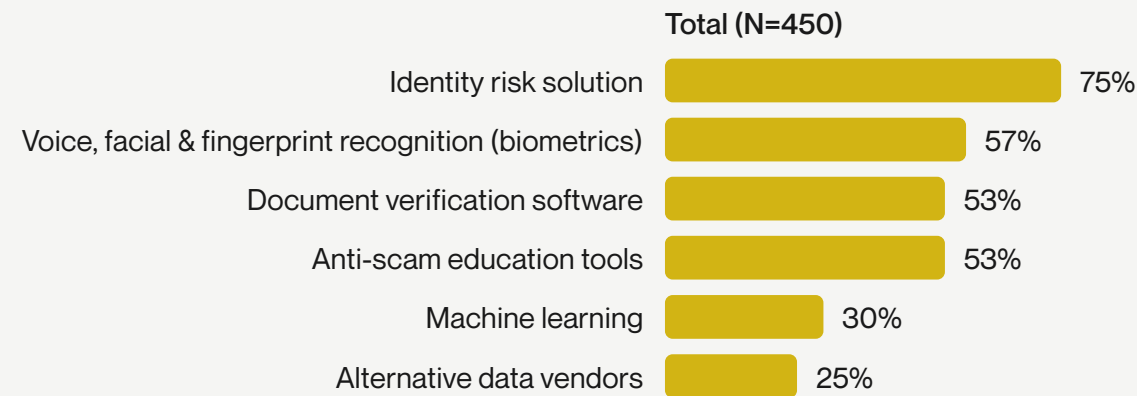 Total (N=450)
Identity risk solution 75%
Voice, facial & fingerprint recognition (biometrics) 57%
Document verification software 53%
Anti-scam education tools 53%
Machine learning 30%
Alternative data vendors 25%